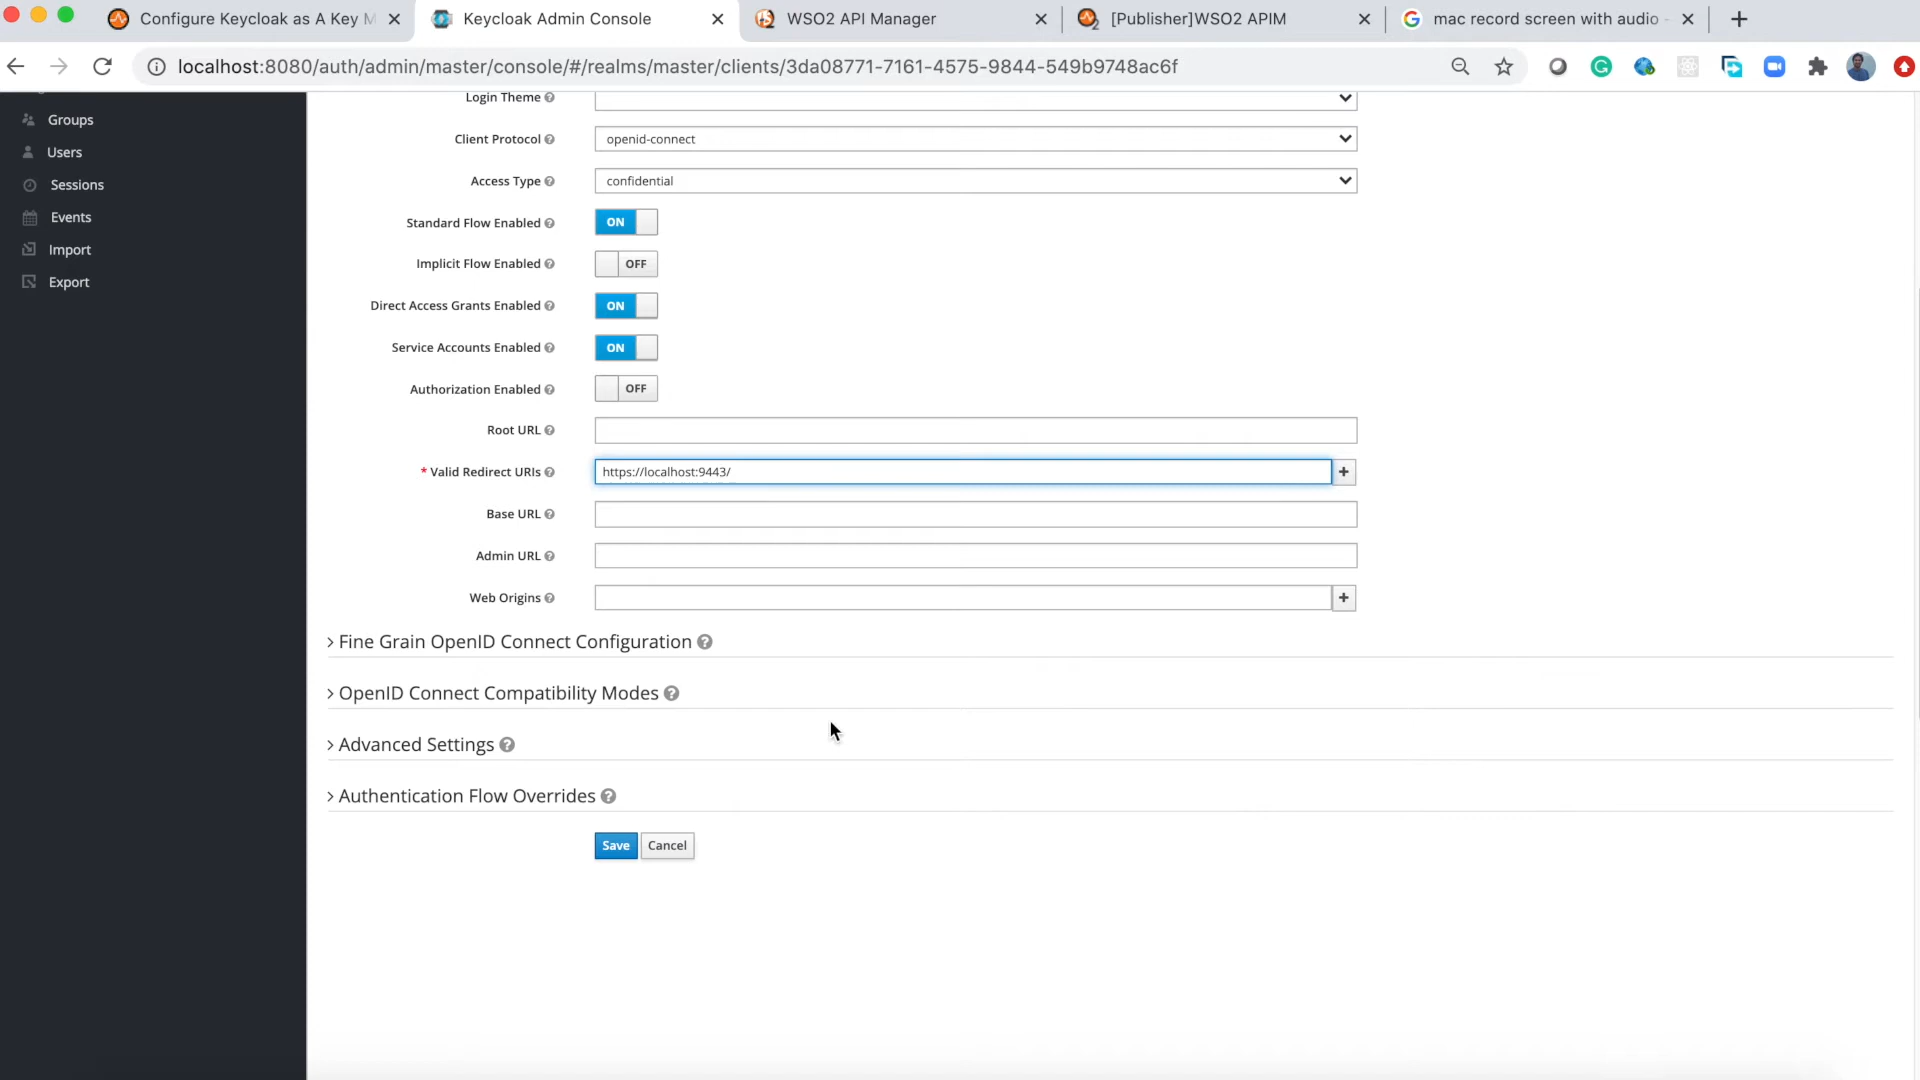 Configure Keycloak as A Key M
Keycloak Admin Console
WSO2 API Manager
[Publisher]WSO2 APIM
mac record screen with audio -
localhost:8080/auth/admin/master/console/#/realms/master/clients/3da08771-7161-4575-9844-549b9748ac6f
Groups
Users
Sessions
Events
Import
Export
Login Theme
Client Protocol openid-connect
Access Type confidential
Standard Flow Enabled ON
Implicit Flow Enabled OFF
Direct Access Grants Enabled ON
Service Accounts Enabled ON
Authorization Enabled OFF
Root URL
* Valid Redirect URIs https://localhost:9443/
Base URL
Admin URL
Web Origins
Fine Grain OpenID Connect Configuration
OpenID Connect Compatibility Modes
Advanced Settings
Authentication Flow Overrides
Save Cancel